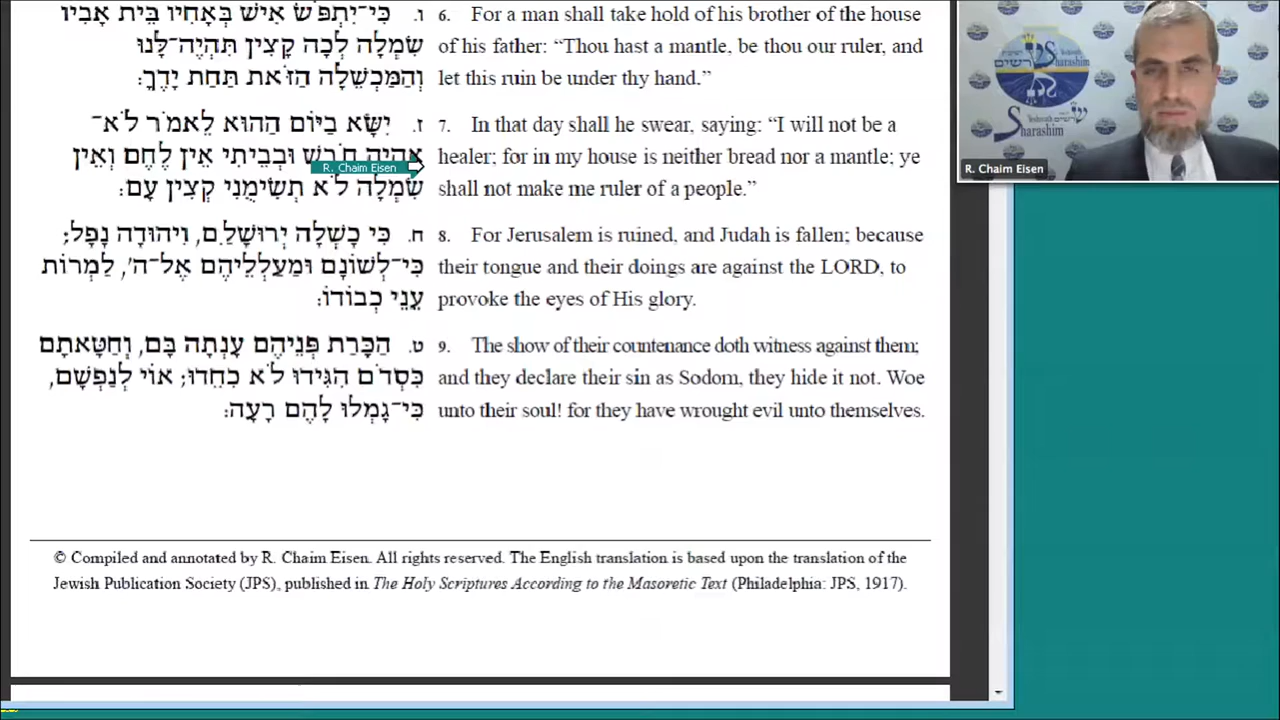 ו. כִּי־יִתְפֹּשׂ אִישׁ בְּאָחִיו בֵּית אָבִיו
שִׂמְלָה לְכָה קָצִין תִּהְיֶה־לָּנוּ
וְהַמַּכְשֵׁלָה הַזֹּאת תַּחַת יָדֶךָ:
6. For a man shall take hold of his brother of the house
of his father: “Thou hast a mantle, be thou our ruler, and
let this ruin be under thy hand.”
ז. יִשָּׂא בַיּוֹם הַהוּא לֵאמֹר לֹא־
אֶהְיֶה חֹבֵשׁ וּבְבֵיתִי אֵין לֶחֶם וְאֵין
שִׂמְלָה לֹא תְשִׂימֻנִי קְצִין עָם:
7. In that day shall he swear, saying: “I will not be a
healer; for in my house is neither bread nor a mantle; ye
shall not make me ruler of a people.”
R. Chaim Eisen
ח. כִּי כָשְׁלָה יְרוּשָׁלִַם, וִיהוּדָה נָפָל;
כִּי־לְשׁוֹנָם וּמַעַלְלֵיהֶם אֶל־ה', לַמְרוֹת
עֵנֵי כְבוֹדוֹ:
8. For Jerusalem is ruined, and Judah is fallen; because
their tongue and their doings are against the LORD, to
provoke the eyes of His glory.
ט. הַכָּרַת פְּנֵיהֶם עָנְתָה בָּם, וְחַטָּאתָם
כִּסְדֹם הִגִּידוּ לֹא כִחֵדוּ; אוֹי לְנַפְשָׁם,
כִּי־גָמְלוּ לָהֶם רָעָה:
9. The show of their countenance doth witness against them;
and they declare their sin as Sodom, they hide it not. Woe
unto their soul! for they have wrought evil unto themselves.
© Compiled and annotated by R. Chaim Eisen. All rights reserved. The English translation is based upon the translation of the
Jewish Publication Society (JPS), published in The Holy Scriptures According to the Masoretic Text (Philadelphia: JPS, 1917).
שרשים
Sharashim
R. Chaim Eisen